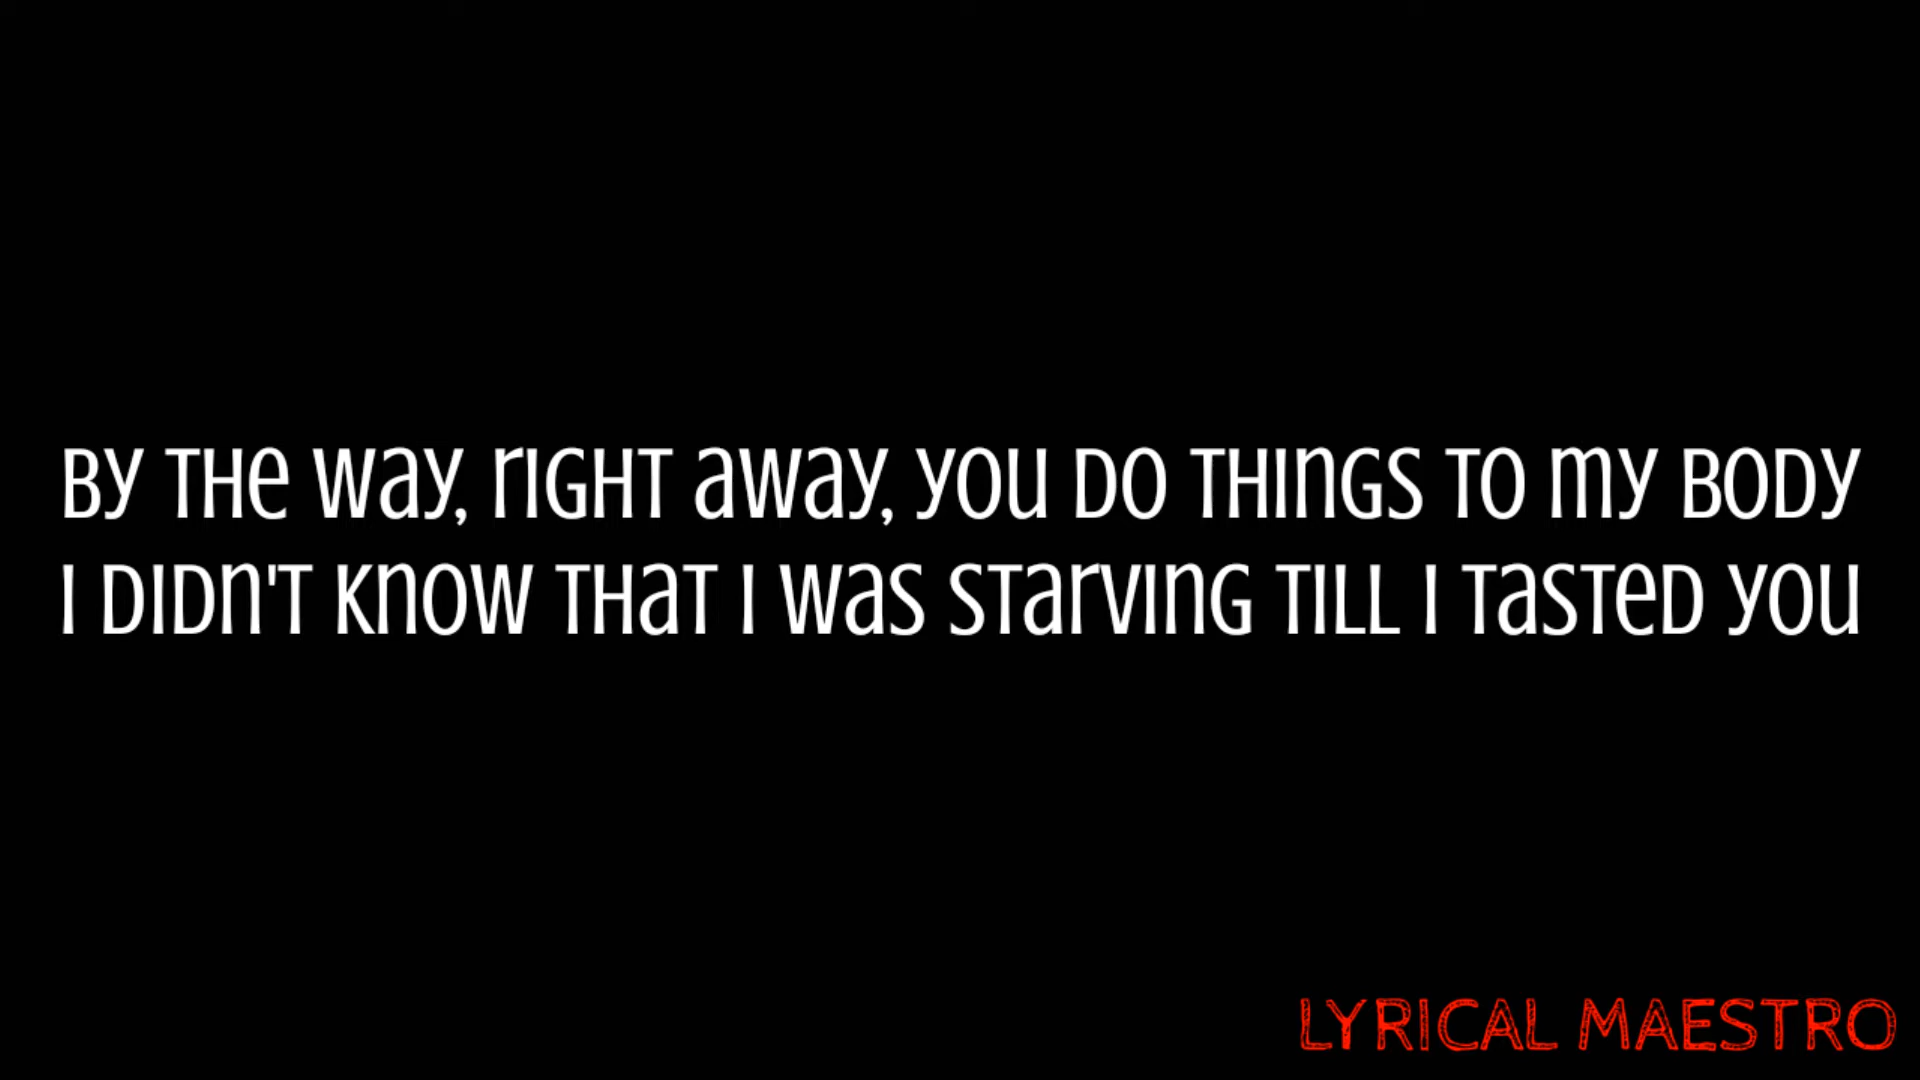 By the way, right away, you do things to my body
I didn't know that I was starving till I tasted you
LYRICAL MAESTRO